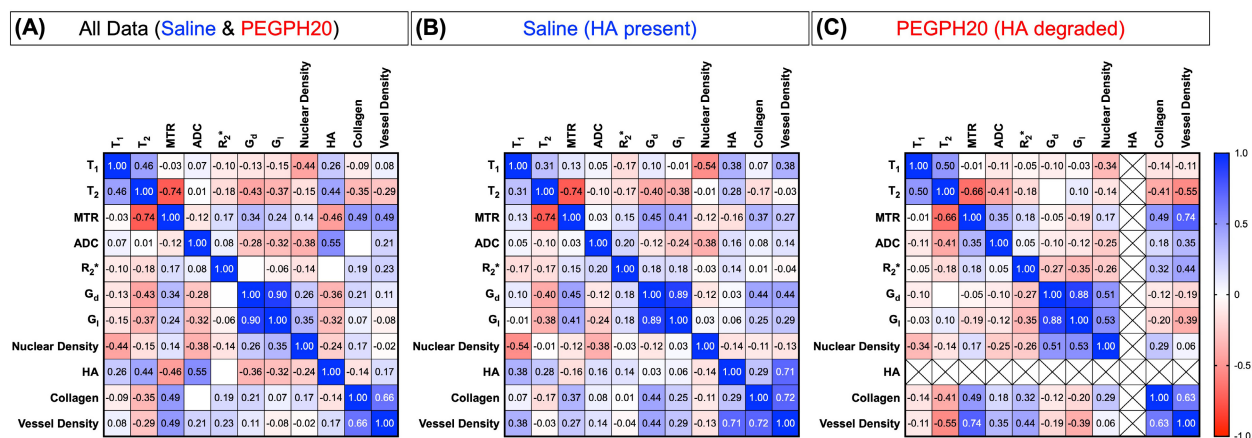 (A) All Data (Saline & PEGPH20)
T1 T2 MTR ADC R2* Gd Gl Nuclear Density HA Collagen Vessel Density
T1 1.00 0.46 -0.03 0.07 -0.10 -0.13 -0.15 -0.44 0.26 -0.09 0.08
T2 0.46 1.00 -0.74 0.01 -0.18 -0.43 -0.37 -0.15 0.44 -0.35 -0.29
MTR -0.03 -0.74 1.00 -0.12 0.17 0.34 0.24 0.14 -0.46 0.49 0.49
ADC 0.07 0.01 -0.12 1.00 0.08 -0.28 -0.32 -0.38 0.55 0.21
R2* -0.10 -0.18 0.17 0.08 1.00 -0.06 -0.14 0.19 0.23
Gd -0.13 -0.43 0.34 -0.28 1.00 0.90 0.26 -0.36 0.21 0.11
Gl -0.15 -0.37 0.24 -0.32 -0.06 0.90 1.00 0.35 -0.32 0.07 -0.08
Nuclear Density -0.44 -0.15 0.14 -0.38 -0.14 0.26 0.35 1.00 -0.24 0.17 -0.02
HA 0.26 0.44 -0.46 0.55 -0.36 -0.32 -0.24 1.00 -0.14 0.17
Collagen -0.09 -0.35 0.49 0.19 0.21 0.07 0.17 -0.14 1.00 0.66
Vessel Density 0.08 -0.29 0.49 0.21 0.23 0.11 -0.08 -0.02 0.17 0.66 1.00
(B) Saline (HA present)
T1 T2 MTR ADC R2* Gd Gl Nuclear Density HA Collagen Vessel Density
T1 1.00 0.31 0.13 0.05 -0.17 0.10 -0.01 -0.54 0.38 0.07 0.38
T2 0.31 1.00 -0.74 -0.10 -0.17 -0.40 -0.38 -0.01 0.28 -0.17 -0.03
MTR 0.13 -0.74 1.00 0.03 0.15 0.45 0.41 -0.12 -0.16 0.37 0.27
ADC 0.05 -0.10 0.03 1.00 0.20 -0.12 -0.24 -0.38 0.16 0.08 0.14
R2* -0.17 -0.17 0.15 0.20 1.00 0.18 0.18 -0.03 0.14 0.01 -0.04
Gd 0.10 -0.40 0.45 -0.12 0.18 1.00 0.89 -0.12 0.03 0.44 0.44
Gl -0.01 -0.38 0.41 -0.24 0.18 0.89 1.00 0.03 0.06 0.25 0.29
Nuclear Density -0.54 -0.01 -0.12 -0.38 -0.03 -0.12 0.03 1.00 -0.14 -0.11 -0.13
HA 0.38 0.28 -0.16 0.16 0.14 0.03 0.06 -0.14 1.00 0.29 0.71
Collagen 0.07 -0.17 0.37 0.08 0.01 0.44 0.25 -0.11 0.29 1.00 0.72
Vessel Density 0.38 -0.03 0.27 0.14 -0.04 0.44 0.29 -0.13 0.71 0.72 1.00
(C) PEGPH20 (HA degraded)
T1 T2 MTR ADC R2* Gd Gl Nuclear Density HA Collagen Vessel Density
T1 1.00 0.50 -0.01 -0.11 -0.05 -0.10 -0.03 -0.34 -0.14 -0.11
T2 0.50 1.00 -0.66 -0.41 -0.18 0.10 -0.14 -0.41 -0.55
MTR -0.01 -0.66 1.00 0.35 0.18 -0.05 -0.19 0.17 0.49 0.74
ADC -0.11 -0.41 0.35 1.00 0.05 -0.10 -0.12 -0.25 0.18 0.35
R2* -0.05 -0.18 0.18 0.05 1.00 -0.27 -0.35 -0.26 0.32 0.44
Gd -0.10 -0.05 -0.10 -0.27 1.00 0.88 0.51 -0.12 -0.19
Gl -0.03 0.10 -0.19 -0.12 -0.35 0.88 1.00 0.53 -0.20 -0.39
Nuclear Density -0.34 -0.14 0.17 -0.25 -0.26 0.51 0.53 1.00 0.29 0.06
HA
Collagen -0.14 -0.41 0.49 0.18 0.32 -0.12 -0.20 0.29 1.00 0.63
Vessel Density -0.11 -0.55 0.74 0.35 0.44 -0.19 -0.39 0.06 0.63 1.00
1.0
0.5
0
-0.5
-1.0